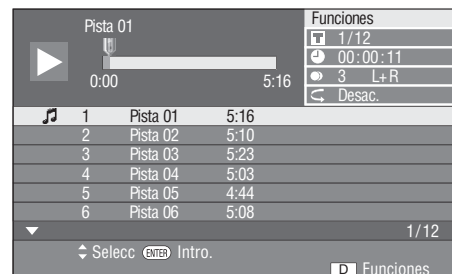 Pista 01
0:00 5:16
Funciones
T 1/12
00:00:11
3 L+R
Desac.
1 Pista 01 5:16
2 Pista 02 5:10
3 Pista 03 5:23
4 Pista 04 5:03
5 Pista 05 4:44
6 Pista 06 5:08
1/12
Selecc ENTER Intro.
D Funciones